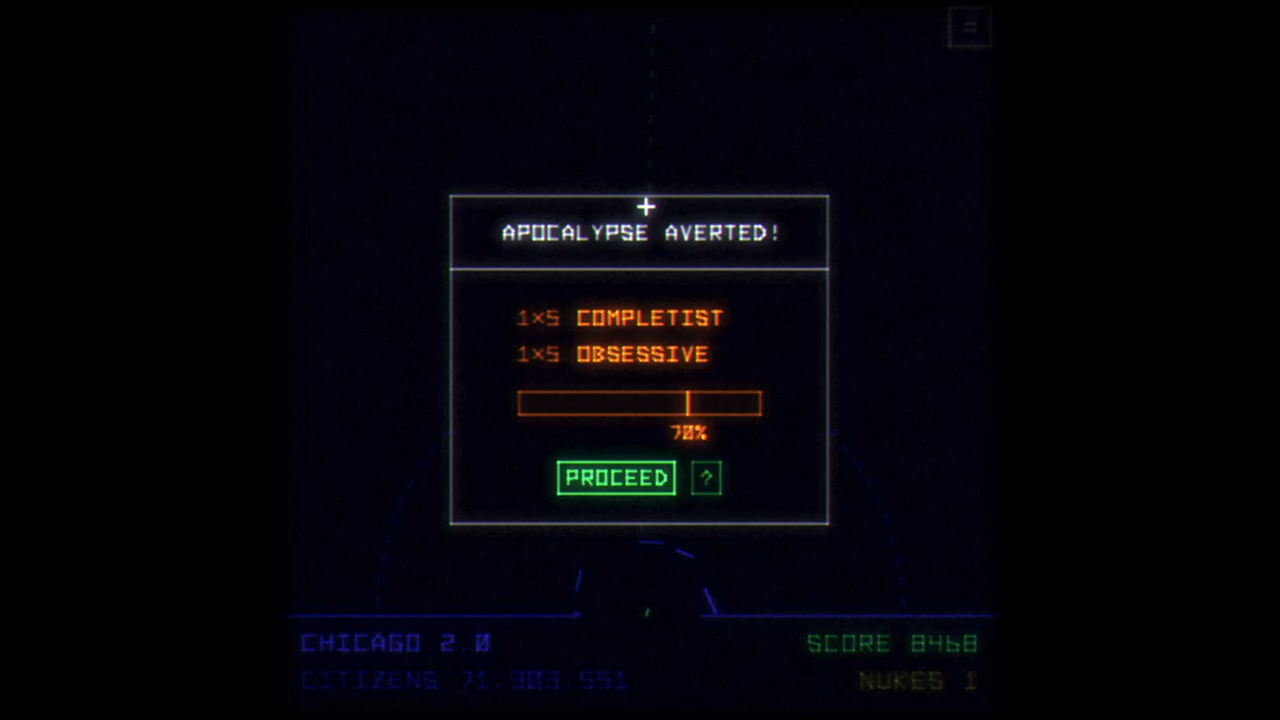 APOCALYPSE AVERTED!
1×5 COMPLETIST
1×5 OBSESSIVE
70%
PROCEED ?
CHICAGO 2.0 SCORE 8468
CITIZENS 71.303.551 NUKES 1